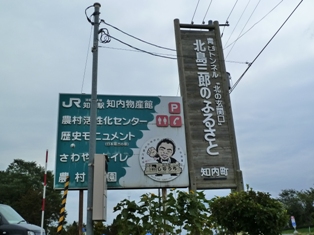 青函トンネル "北の玄関口"
北島三郎のふるさと
知内町
JR知内駅 知内物産館
P
農村活性化センター
歴史モニュメント
さわやかトイレ
農村公園